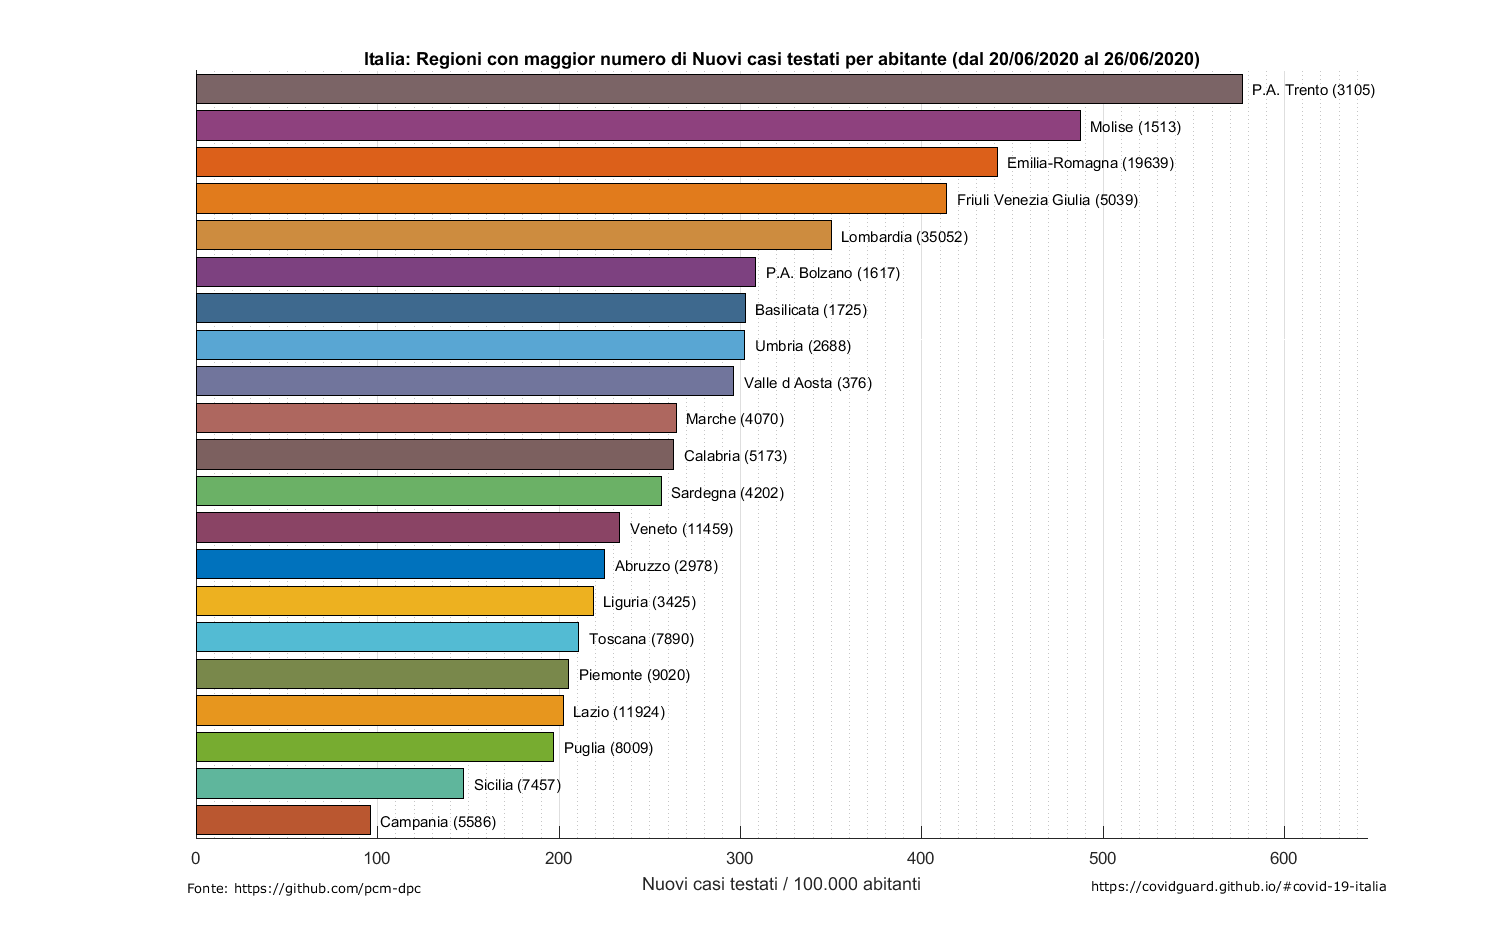 Italia: Regioni con maggior numero di Nuovi casi testati per abitante (dal 20/06/2020 al 26/06/2020)
P.A. Trento (3105)
Molise (1513)
Emilia-Romagna (19639)
Friuli Venezia Giulia (5039)
Lombardia (35052)
P.A. Bolzano (1617)
Basilicata (1725)
Umbria (2688)
Valle d Aosta (376)
Marche (4070)
Calabria (5173)
Sardegna (4202)
Veneto (11459)
Abruzzo (2978)
Liguria (3425)
Toscana (7890)
Piemonte (9020)
Lazio (11924)
Puglia (8009)
Sicilia (7457)
Campania (5586)
0 100 200 300 400 500 600
Nuovi casi testati / 100.000 abitanti
Fonte: https://github.com/pcm-dpc
https://covidguard.github.io/#covid-19-italia